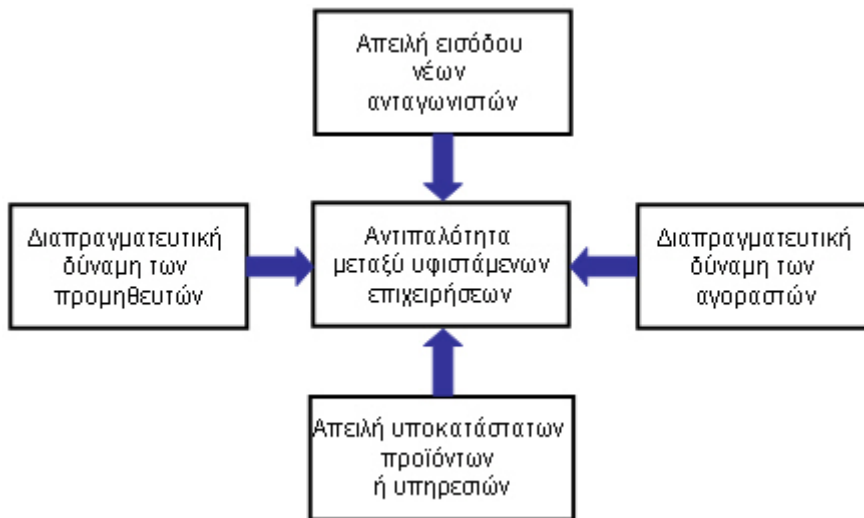 Απειλή εισόδου
νέων
ανταγωνιστών
Διαπραγματευτική
δύναμη των
προμηθευτών
Αντιπαλότητα
μεταξύ υφιστάμενων
επιχειρήσεων
Διαπραγματευτική
δύναμη των
αγοραστών
Απειλή υποκατάστατων
προϊόντων
ή υπηρεσιών